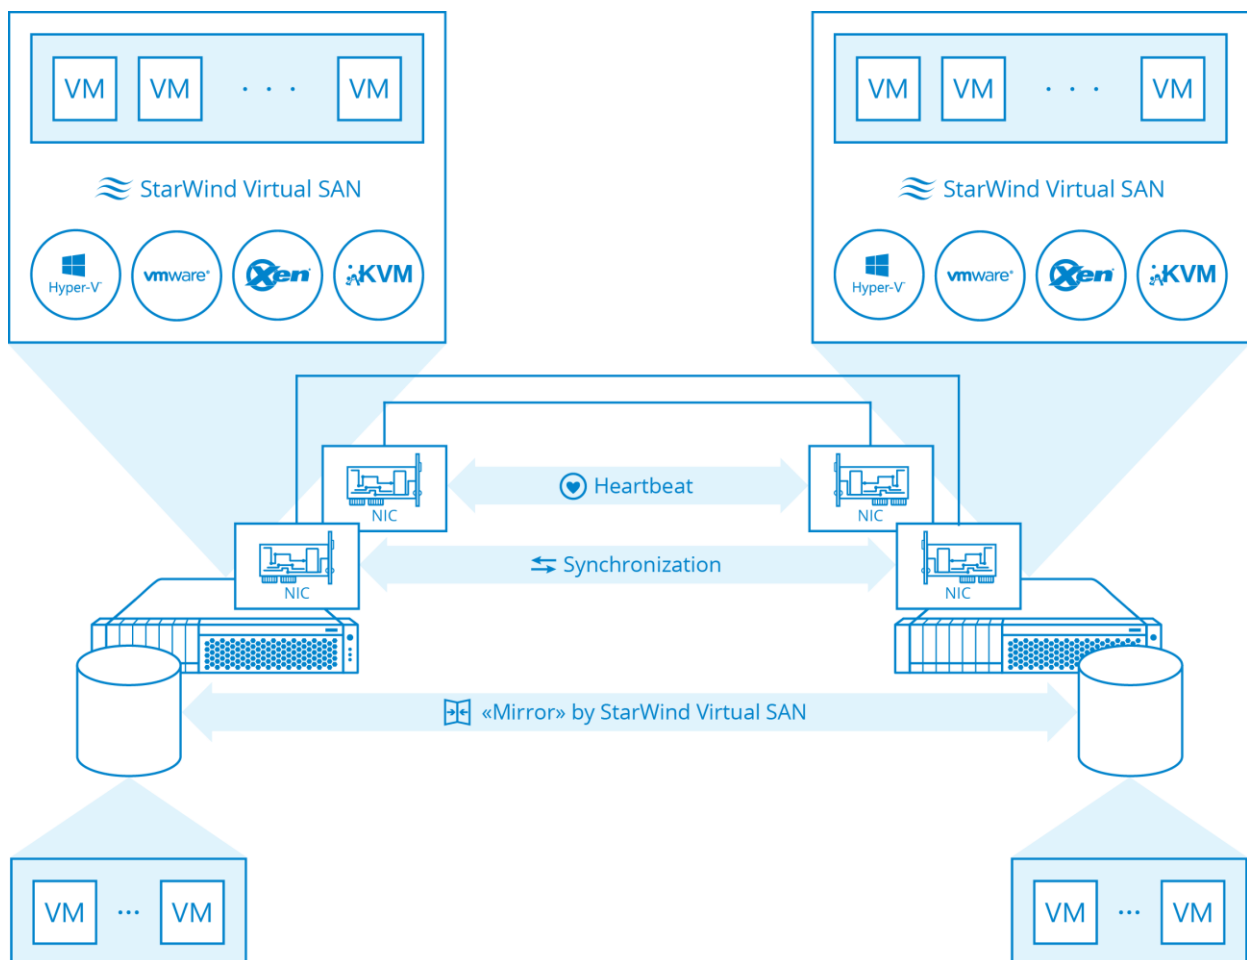 VM VM . . . VM
StarWind Virtual SAN
Hyper-V vmware® Xen KVM
VM VM . . . VM
StarWind Virtual SAN
Hyper-V vmware® Xen KVM
NIC
Heartbeat
NIC
NIC
Synchronization
NIC
«Mirror» by StarWind Virtual SAN
VM ... VM
VM ... VM